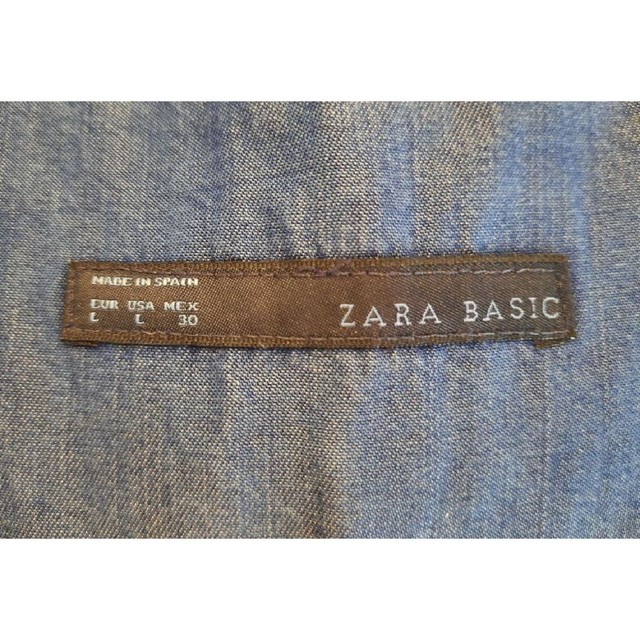 MADE IN SPAIN
EUR USA MEX
L L 30
ZARA BASIC